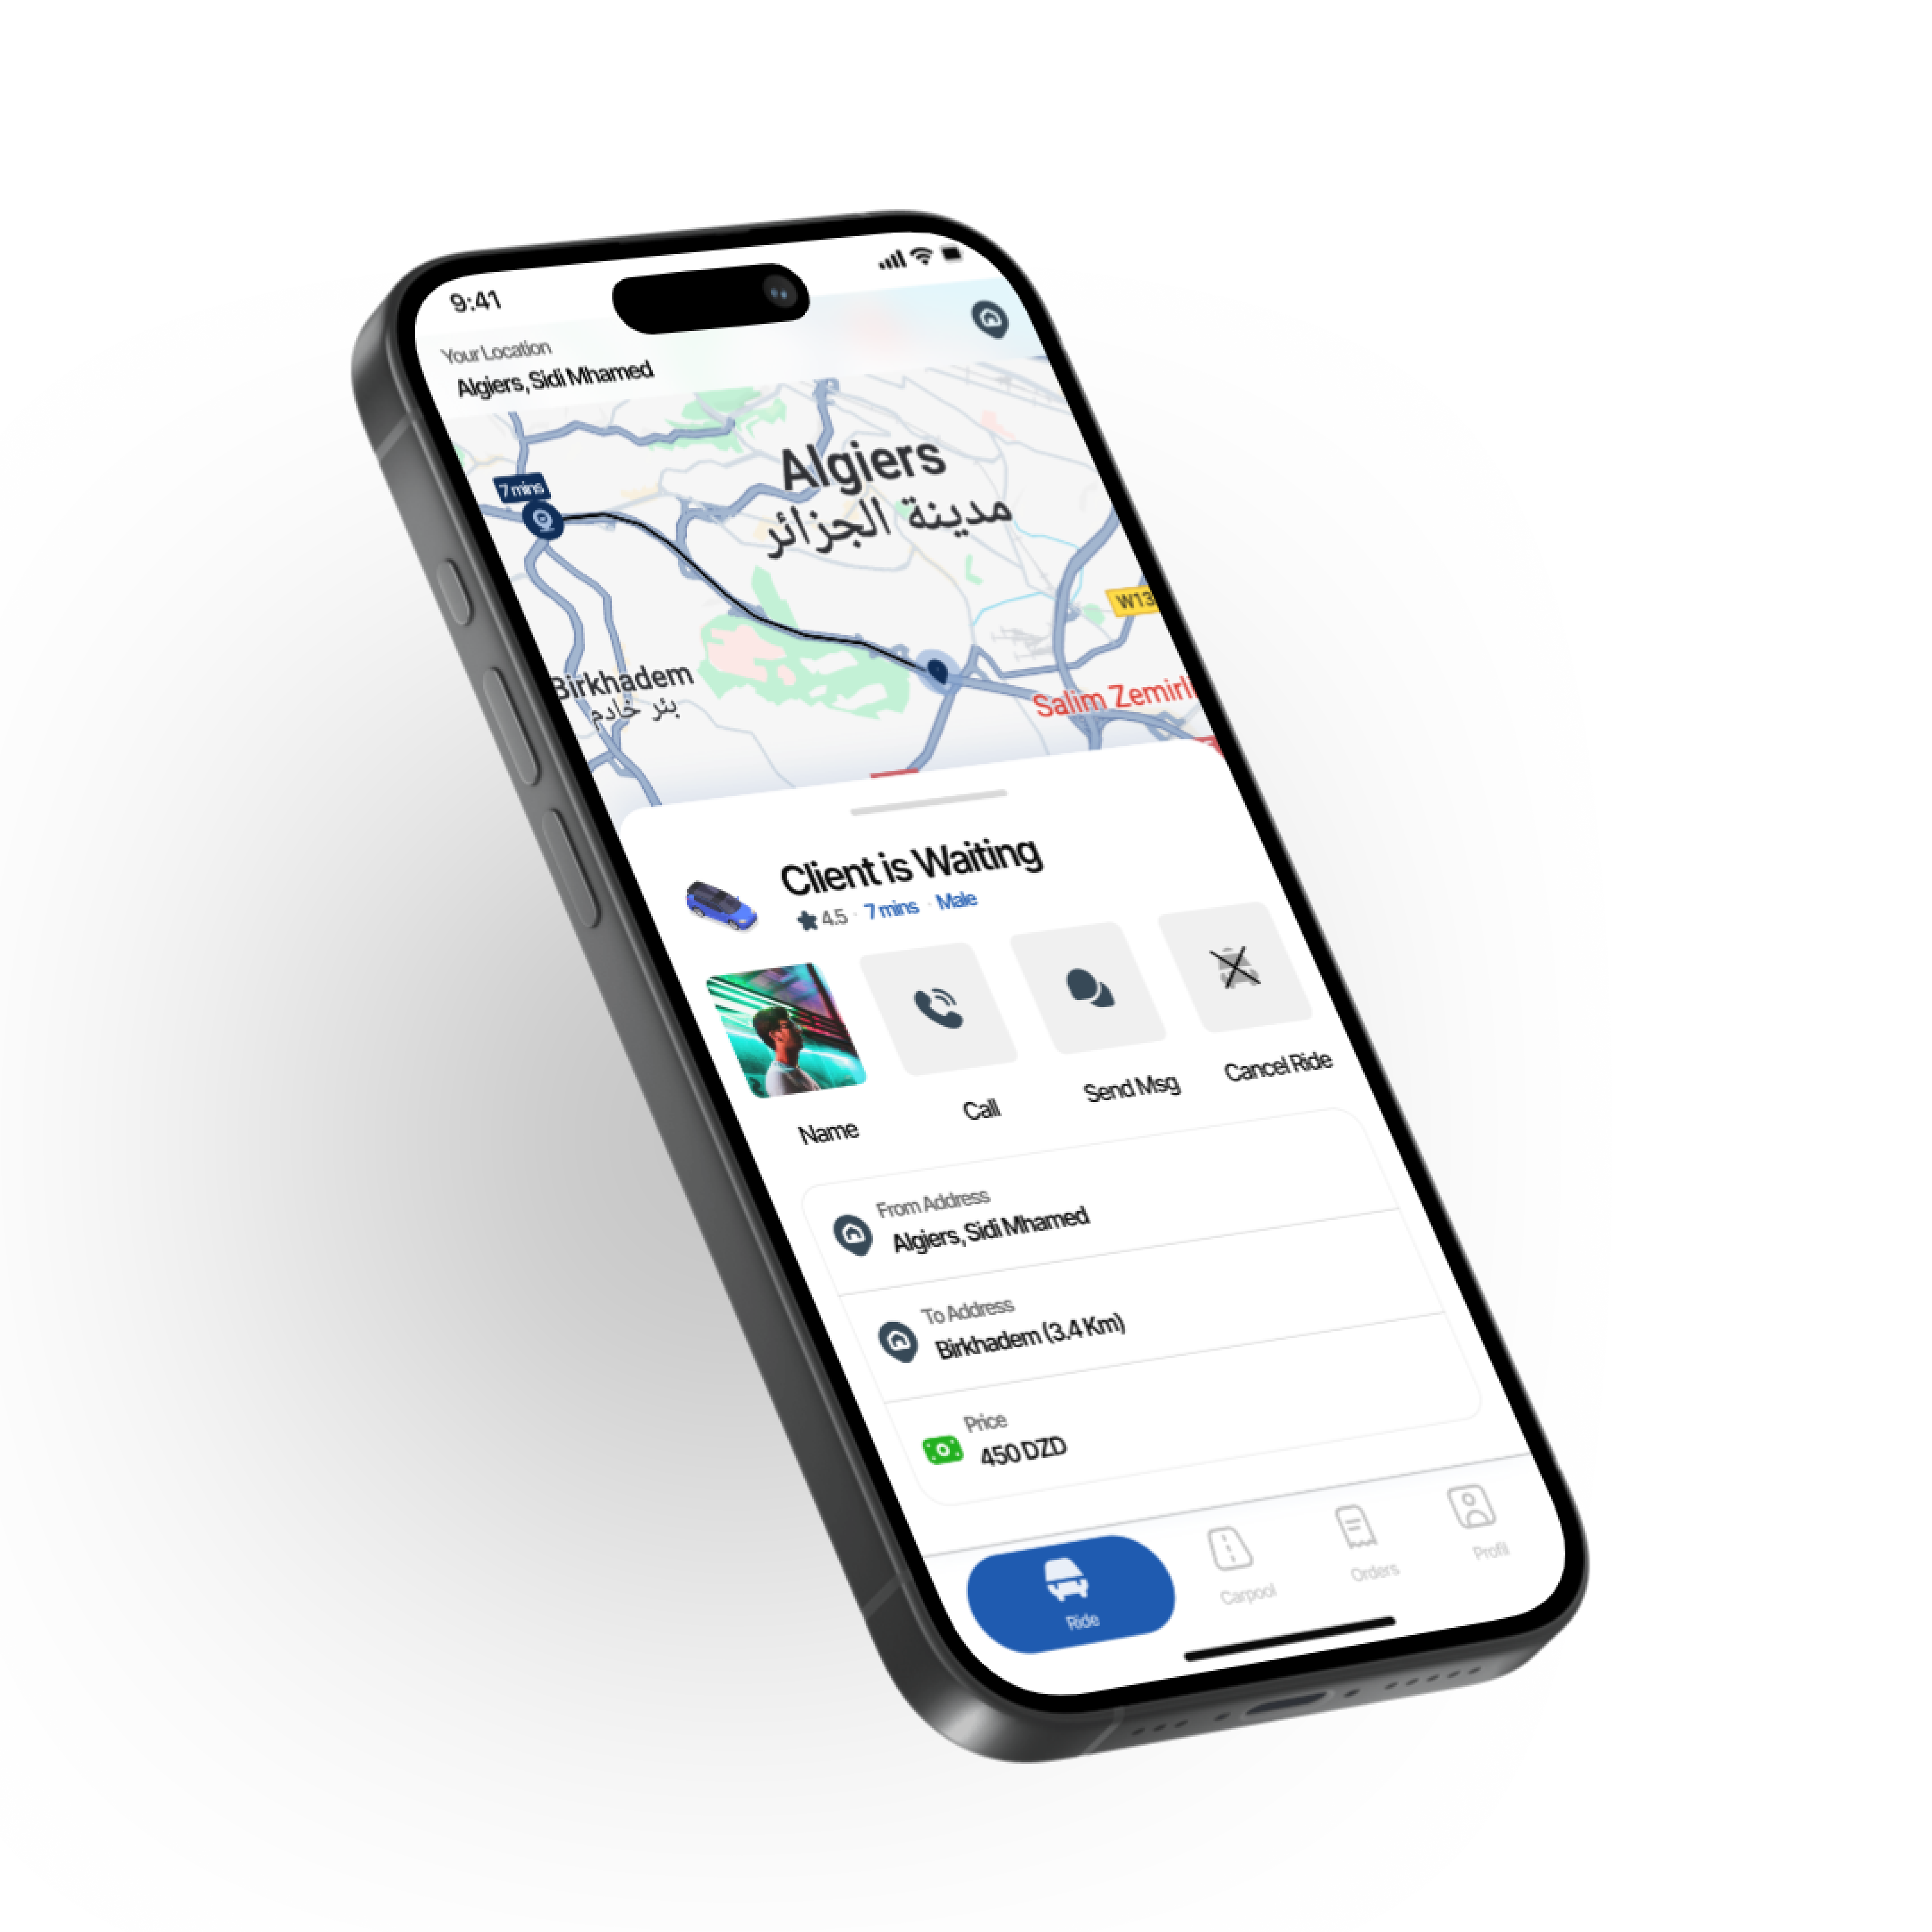 9:41
Your Location
Algiers, Sidi Mhamed
Algiers
مدينة الجزائر
7 mins
W13
Birkhadem
بئر خادم
Salim Zemirli
Client is Waiting
4.5 · 7 mins · Male
Name
Call
Send Msg
Cancel Ride
From Address
Algiers, Sidi Mhamed
To Address
Birkhadem (3.4 Km)
Price
450 DZD
Ride
Carpool
Orders
Profil